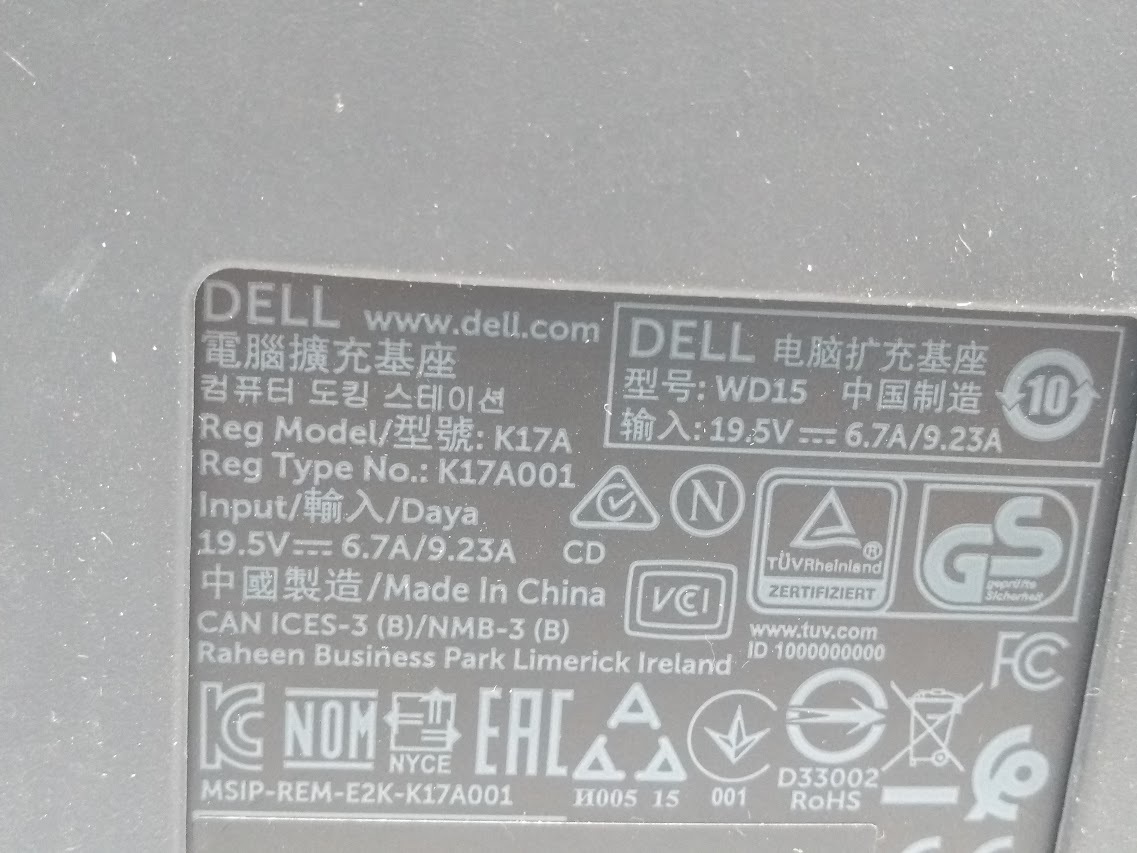 DELL www.dell.com
電腦擴充基座
컴퓨터 도킹 스테이션
Reg Model/型號: K17A
Reg Type No.: K17A001
Input/輸入/Daya
19.5V⎓ 6.7A/9.23A
中國製造/Made In China
CAN ICES-3 (B)/NMB-3 (B)
Raheen Business Park Limerick Ireland
DELL 电脑扩充基座
型号: WD15 中国制造
输入: 19.5V⎓ 6.7A/9.23A
10
N
CD
VCI
TÜVRheinland®
ZERTIFIZIERT
GS
geprüfte
Sicherheit
www.tuv.com
ID 1000000000
FC
KC NOM NYCE EAC
MSIP-REM-E2K-K17A001
И005 15
001
D33002
RoHS